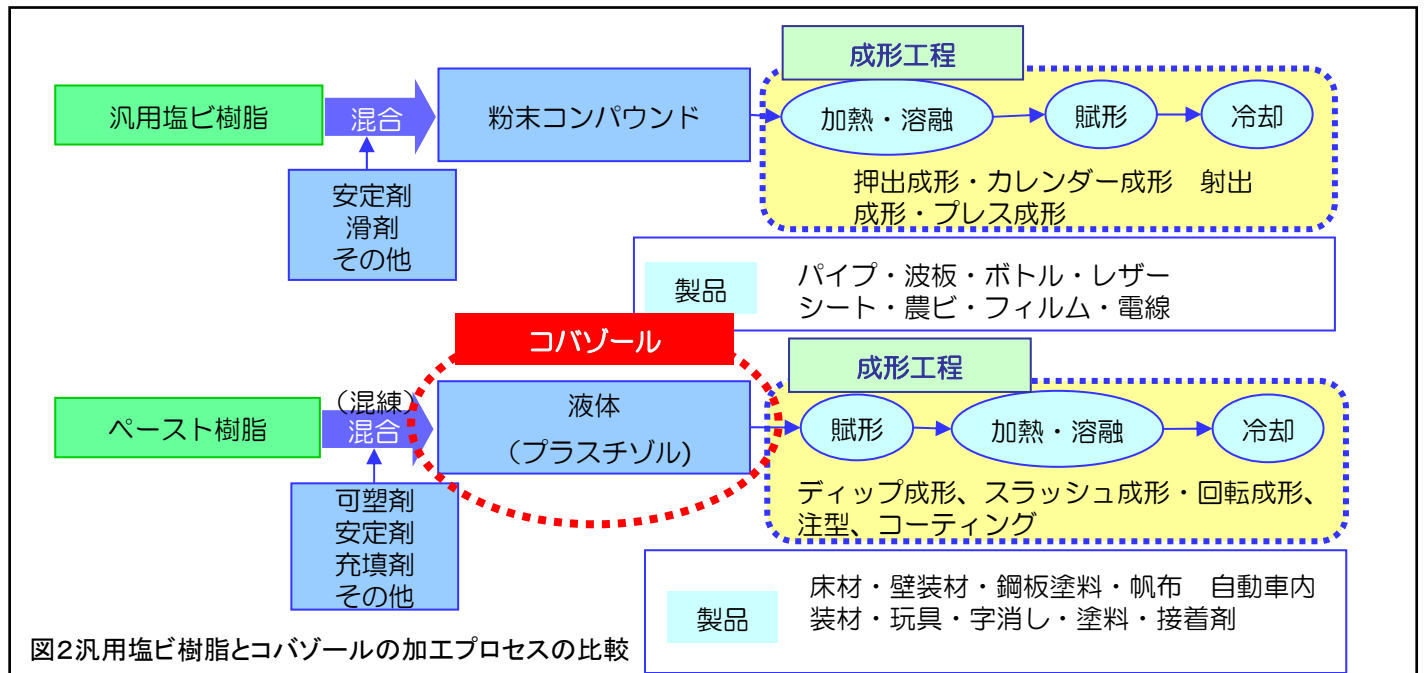 成形工程
汎用塩ビ樹脂
混合
粉末コンパウンド
加熱・溶融
賦形
冷却
安定剤
滑剤
その他
押出成形・カレンダー成形　射出
成形・プレス成形
製品
パイプ・波板・ボトル・レザー
シート・農ビ・フィルム・電線
コバゾール
成形工程
ペースト樹脂
（混練）
混合
液体
（プラスチゾル)
賦形
加熱・溶融
冷却
可塑剤
安定剤
充填剤
その他
ディップ成形、スラッシュ成形・回転成形、
注型、コーティング
製品
床材・壁装材・鋼板塗料・帆布　自動車内
装材・玩具・字消し・塗料・接着剤
図2汎用塩ビ樹脂とコバゾールの加工プロセスの比較